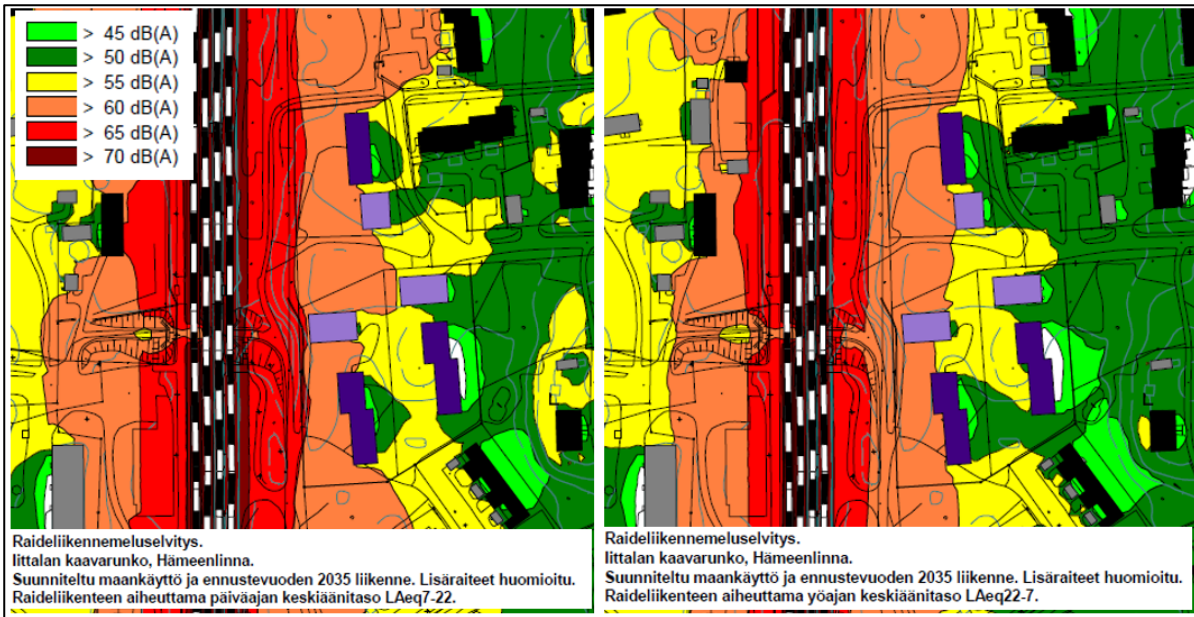 > 45 dB(A)
> 50 dB(A)
> 55 dB(A)
> 60 dB(A)
> 65 dB(A)
> 70 dB(A)
Raideliikennemeluselvitys.
Iittalan kaavarunko, Hämeenlinna.
Suunniteltu maankäyttö ja ennustevuoden 2035 liikenne. Lisäraiteet huomioitu.
Raideliikenteen aiheuttama päiväajan keskiäänitaso LAeq7-22.
Raideliikennemeluselvitys.
Iittalan kaavarunko, Hämeenlinna.
Suunniteltu maankäyttö ja ennustevuoden 2035 liikenne. Lisäraiteet huomioitu.
Raideliikenteen aiheuttama yöajan keskiäänitaso LAeq22-7.